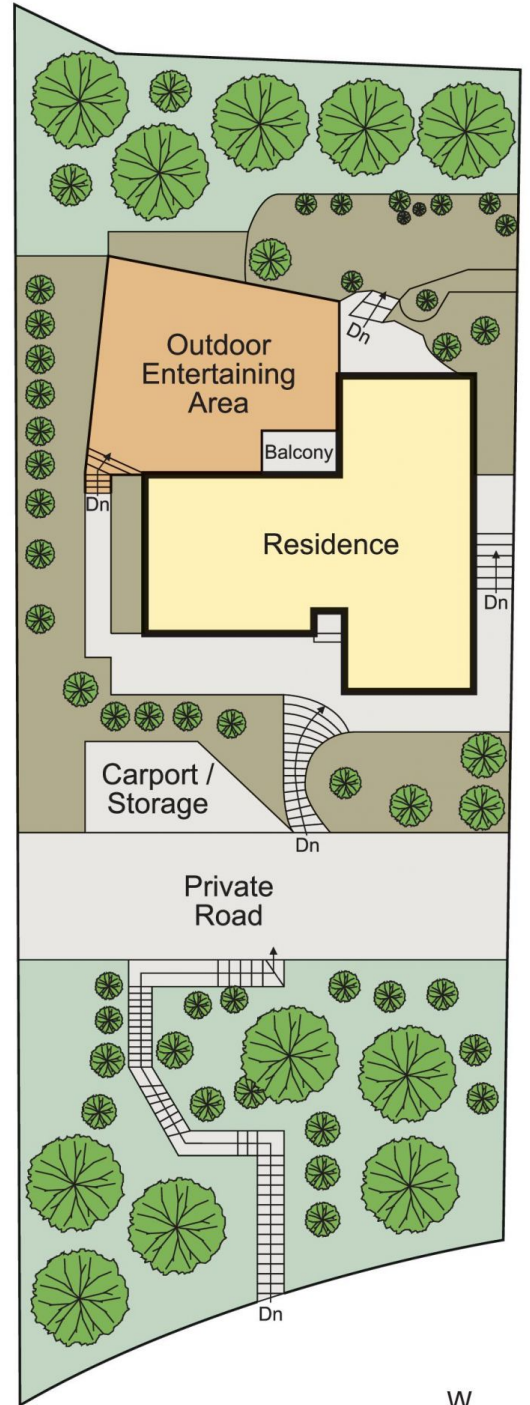 Dn
Outdoor
Entertaining
Area
Balcony
Dn
Residence
Dn
Carport /
Storage
Dn
Private
Road
Dn
W